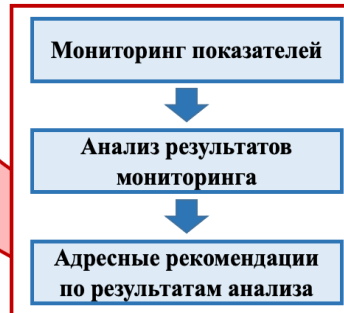 Мониторинг показателей
Анализ результатов
мониторинга
Адресные рекомендации
по результатам анализа